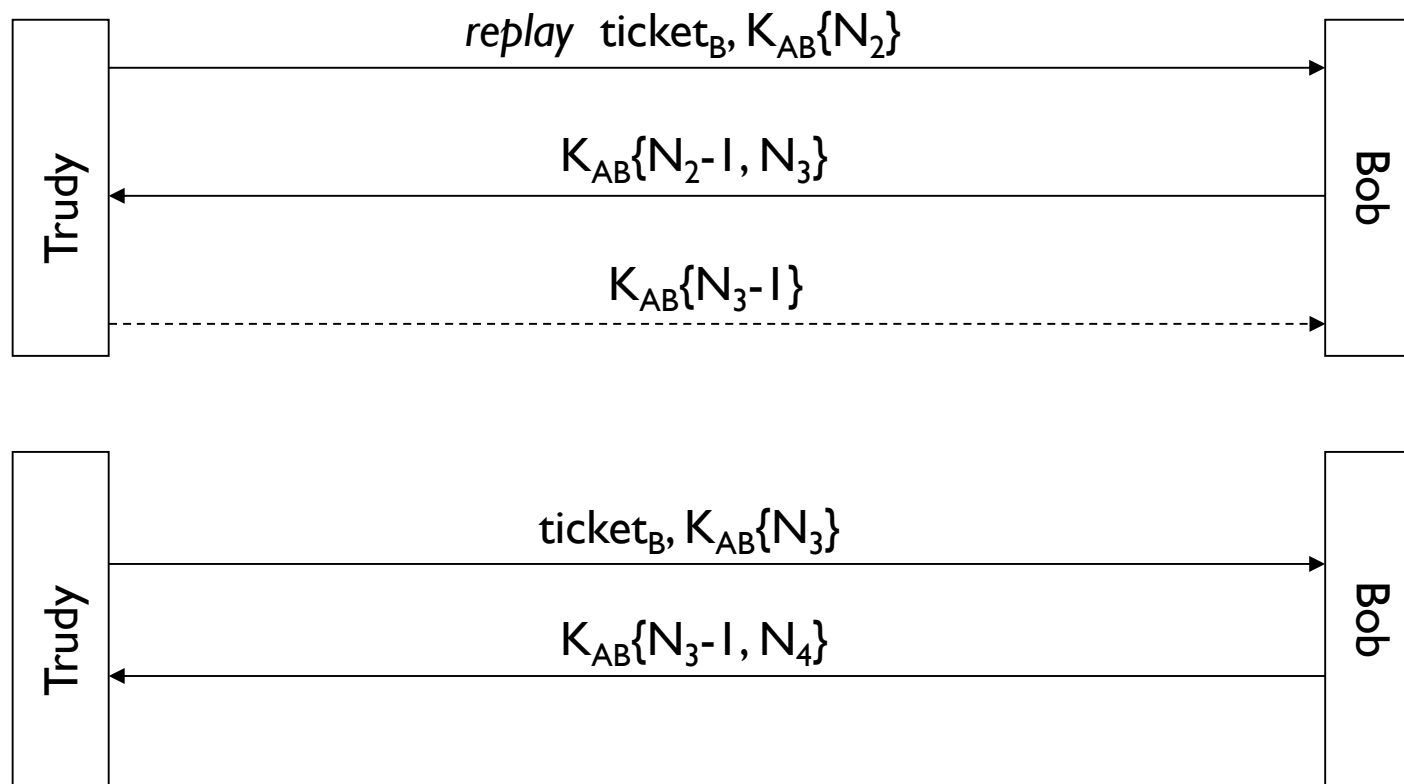 replay ticket_B, K_AB{N_2}
Trudy
K_AB{N_2-1, N_3}
Bob
K_AB{N_3-1}
ticket_B, K_AB{N_3}
Trudy
K_AB{N_3-1, N_4}
Bob